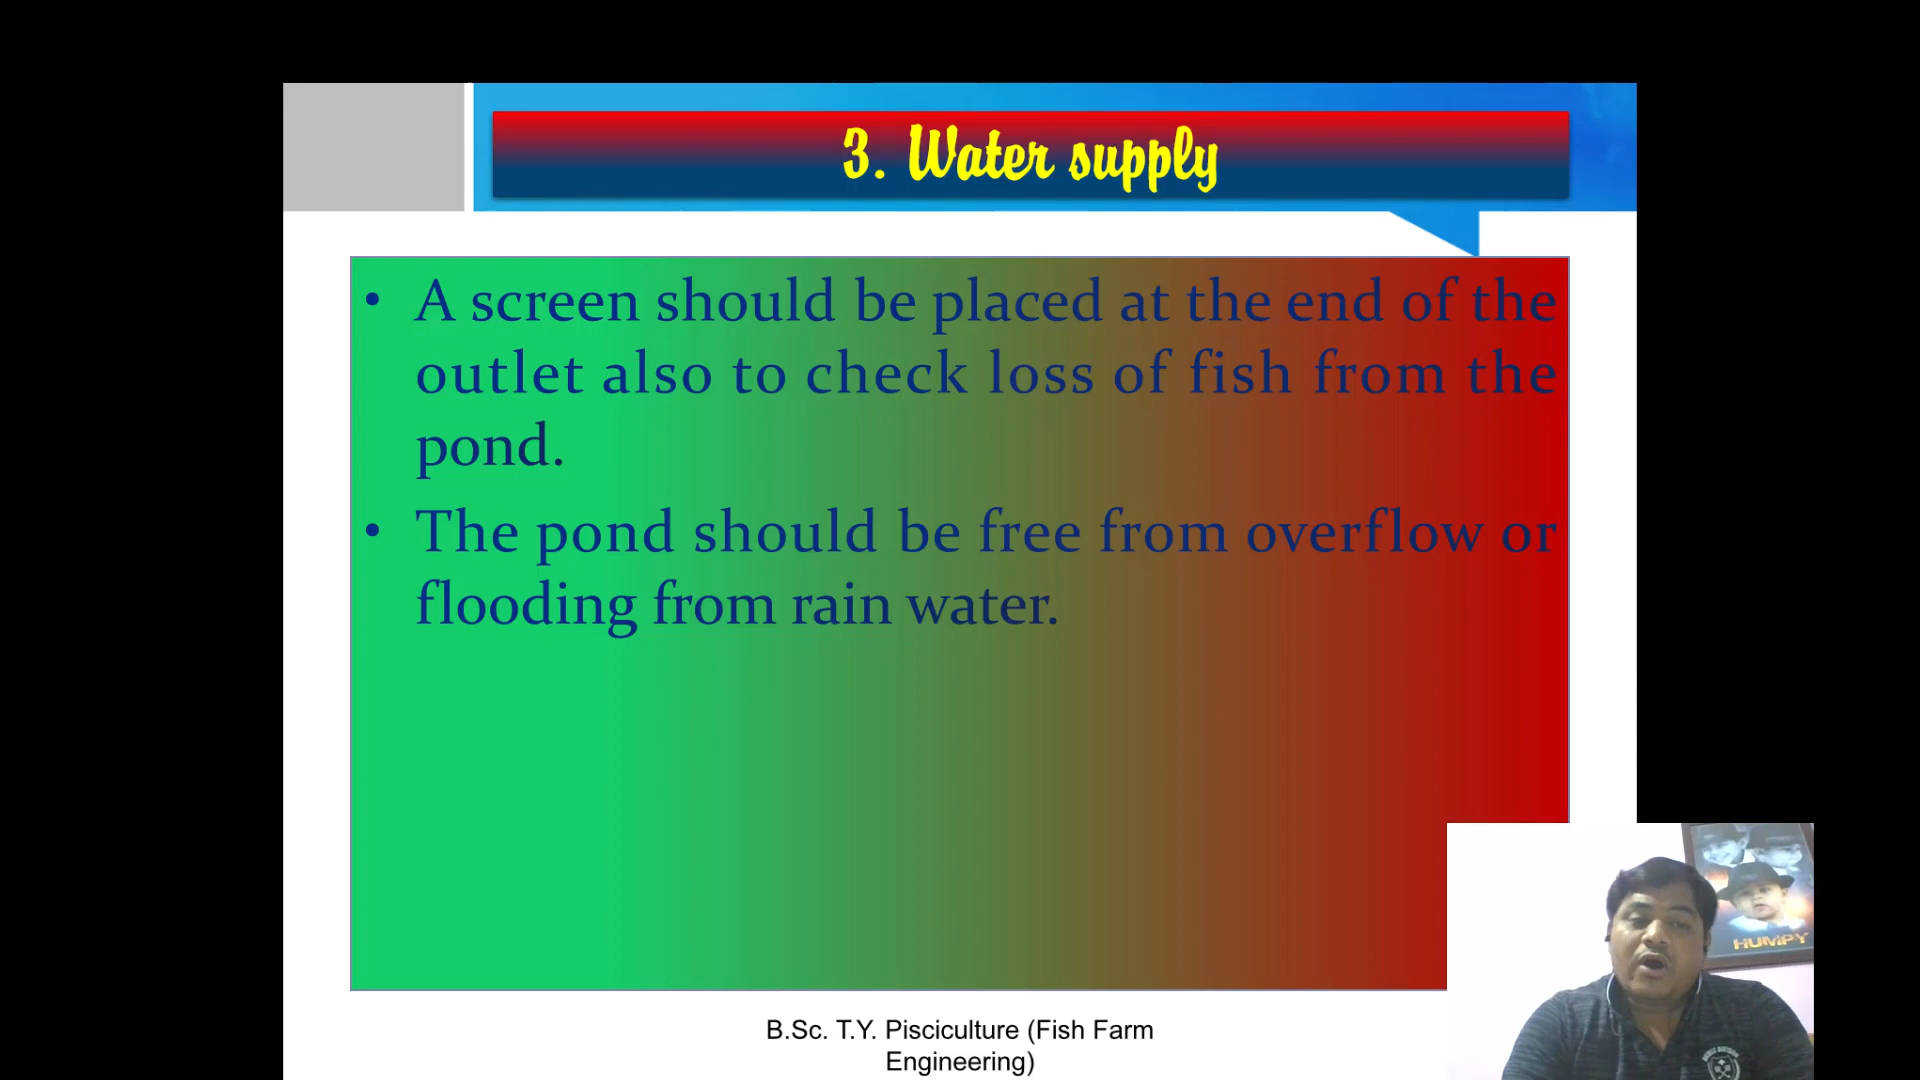 3. Water supply
• A screen should be placed at the end of the
outlet also to check loss of fish from the
pond.
• The pond should be free from overflow or
flooding from rain water.
HUMPY
B.Sc. T.Y. Pisciculture (Fish Farm
Engineering)